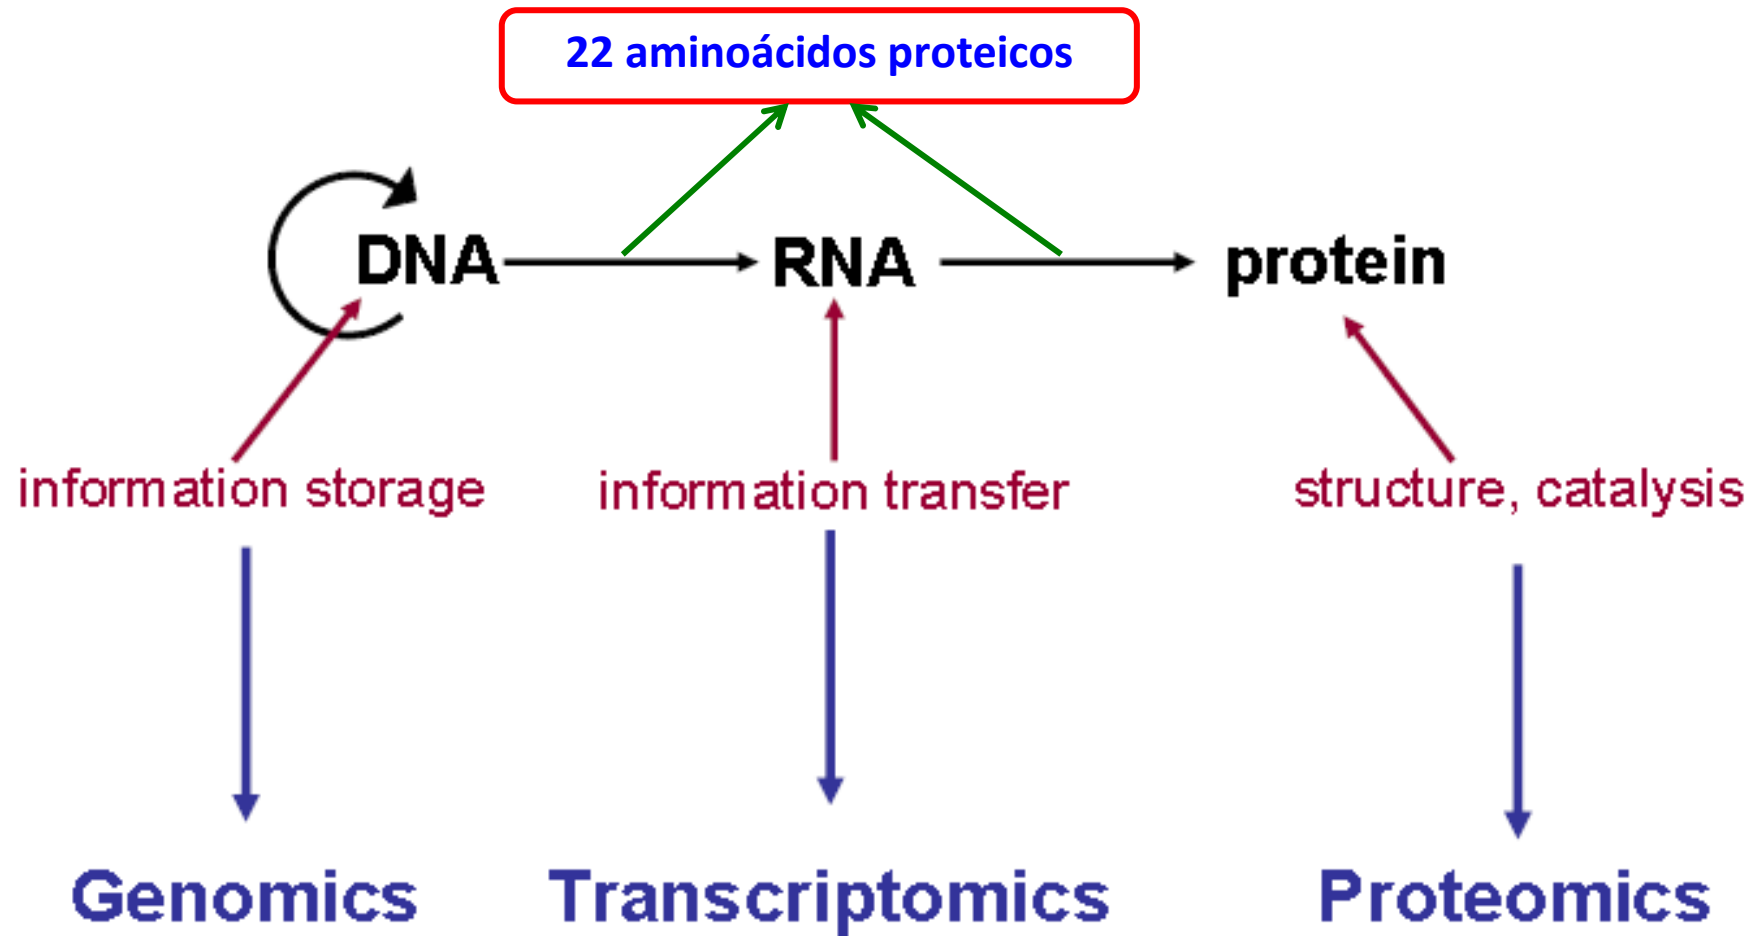 22 aminoácidos proteicos
DNA RNA protein
information storage information transfer structure, catalysis
Genomics Transcriptomics Proteomics